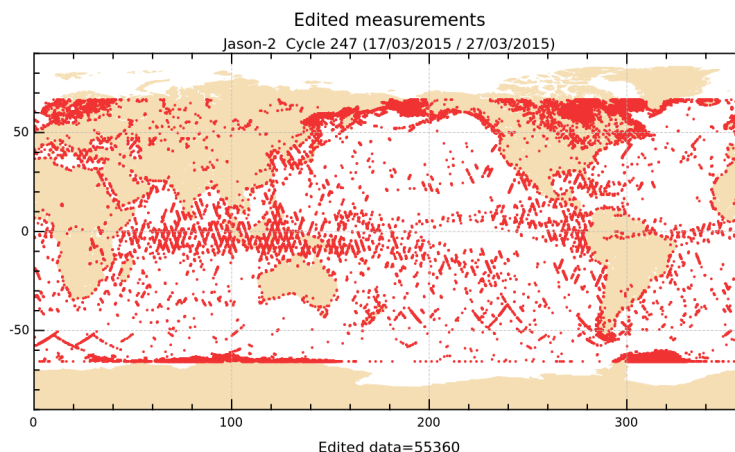 Edited measurements
Jason-2 Cycle 247 (17/03/2015 / 27/03/2015)
50
0
-50
0 100 200 300
Edited data=55360